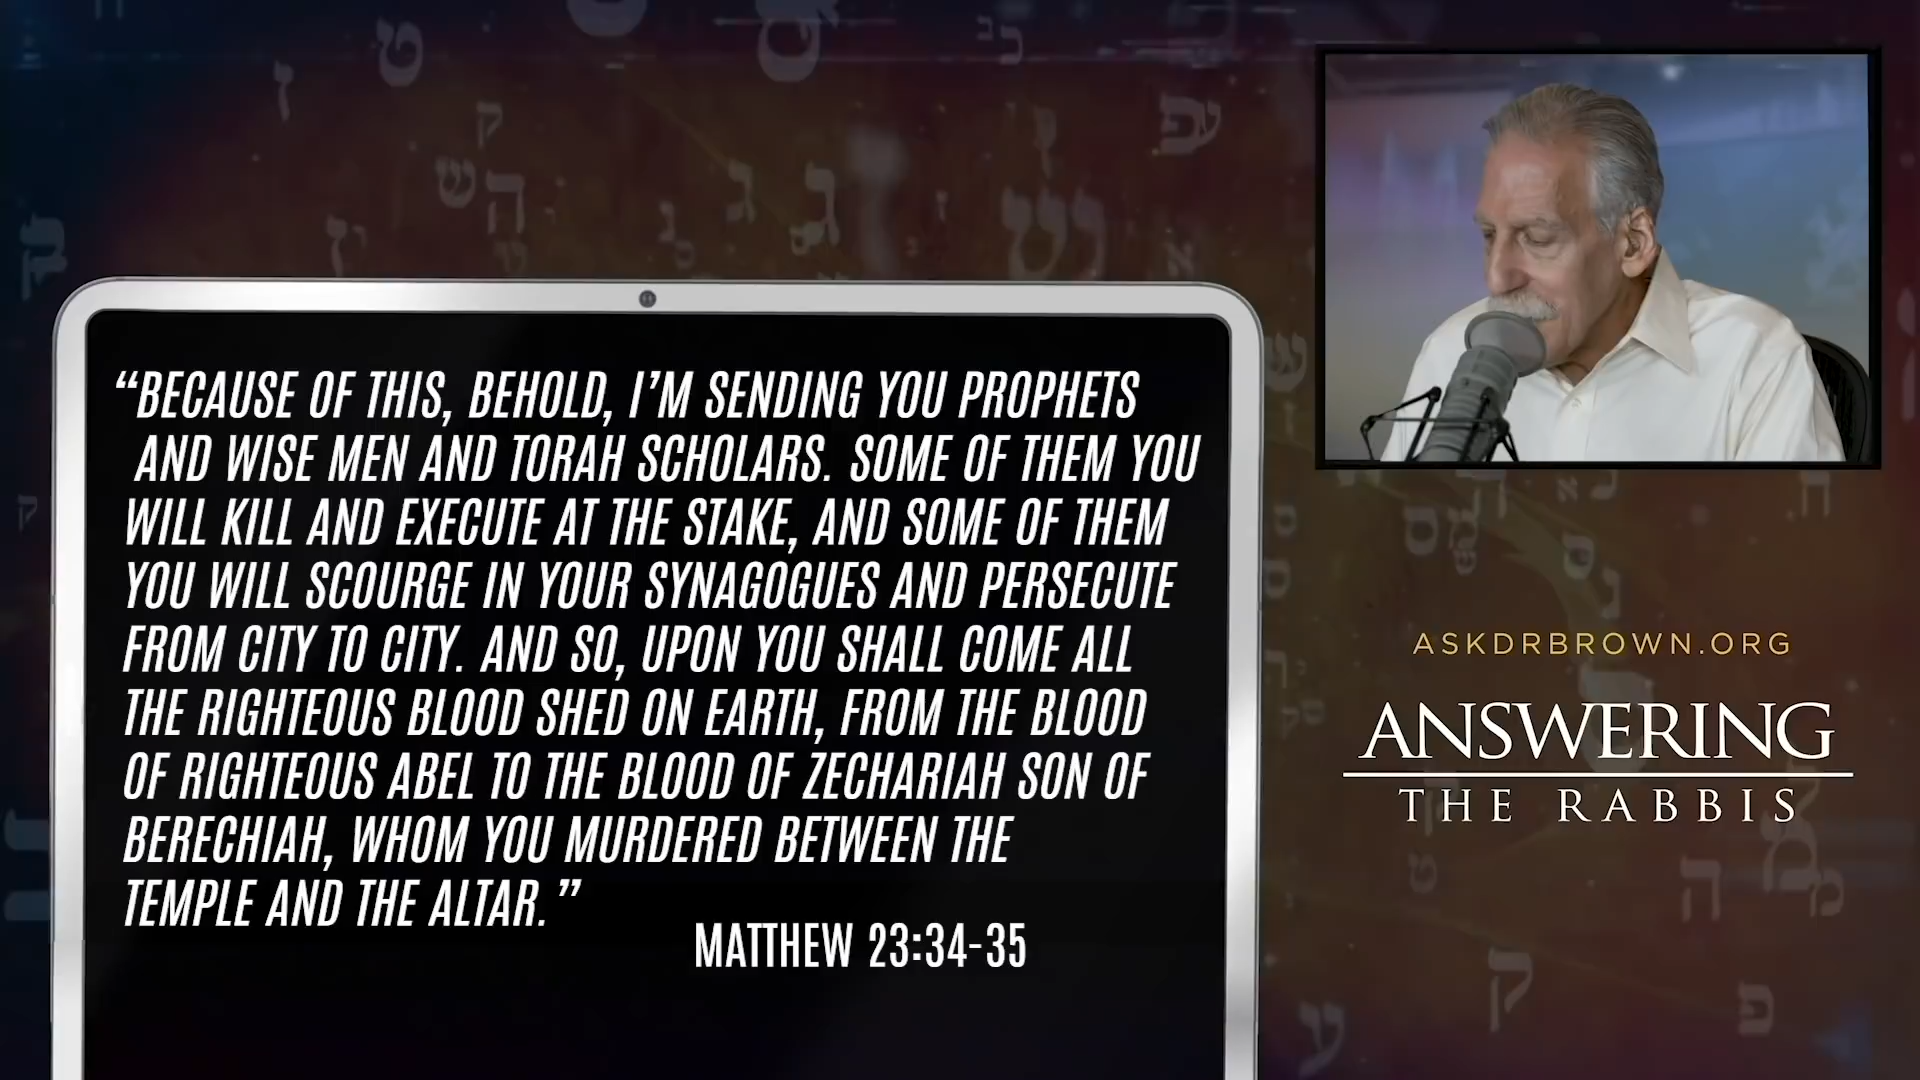 “BECAUSE OF THIS, BEHOLD, I’M SENDING YOU PROPHETS
AND WISE MEN AND TORAH SCHOLARS. SOME OF THEM YOU
WILL KILL AND EXECUTE AT THE STAKE, AND SOME OF THEM
YOU WILL SCOURGE IN YOUR SYNAGOGUES AND PERSECUTE
FROM CITY TO CITY. AND SO, UPON YOU SHALL COME ALL
THE RIGHTEOUS BLOOD SHED ON EARTH, FROM THE BLOOD
OF RIGHTEOUS ABEL TO THE BLOOD OF ZECHARIAH SON OF
BERECHIAH, WHOM YOU MURDERED BETWEEN THE
TEMPLE AND THE ALTAR.”
MATTHEW 23:34-35
ASKDRBROWN.ORG
ANSWERING
THE RABBIS